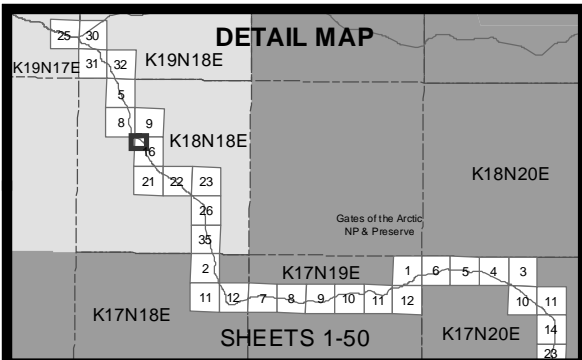 DETAIL MAP
25 30
K19N17E 31 32 K19N18E
5
8 9
K18N18E
16
21 22 23
K18N20E
26
Gates of the Arctic
NP & Preserve
35
2 K17N19E 1 6 5 4 3
11 12 7 8 9 10 11 12 10 11
K17N18E
SHEETS 1-50 K17N20E 14
23